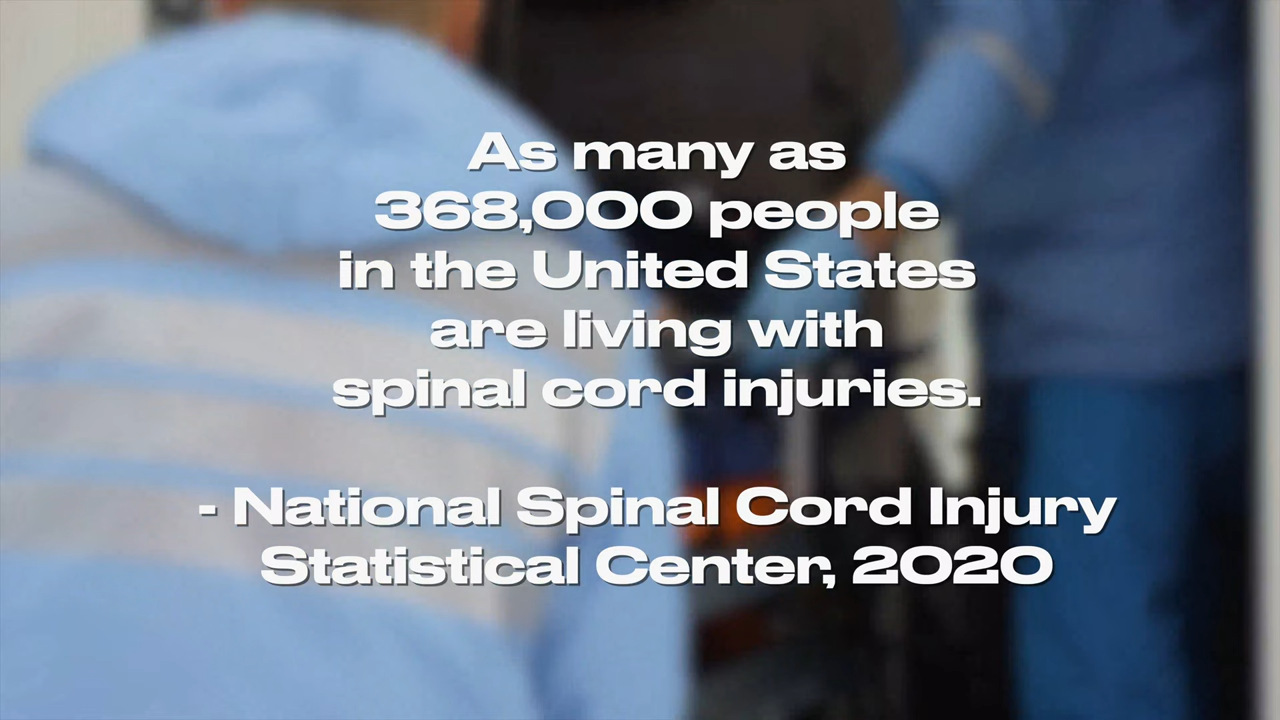 As many as
368,000 people
in the United States
are living with
spinal cord injuries.
- National Spinal Cord Injury
Statistical Center, 2020